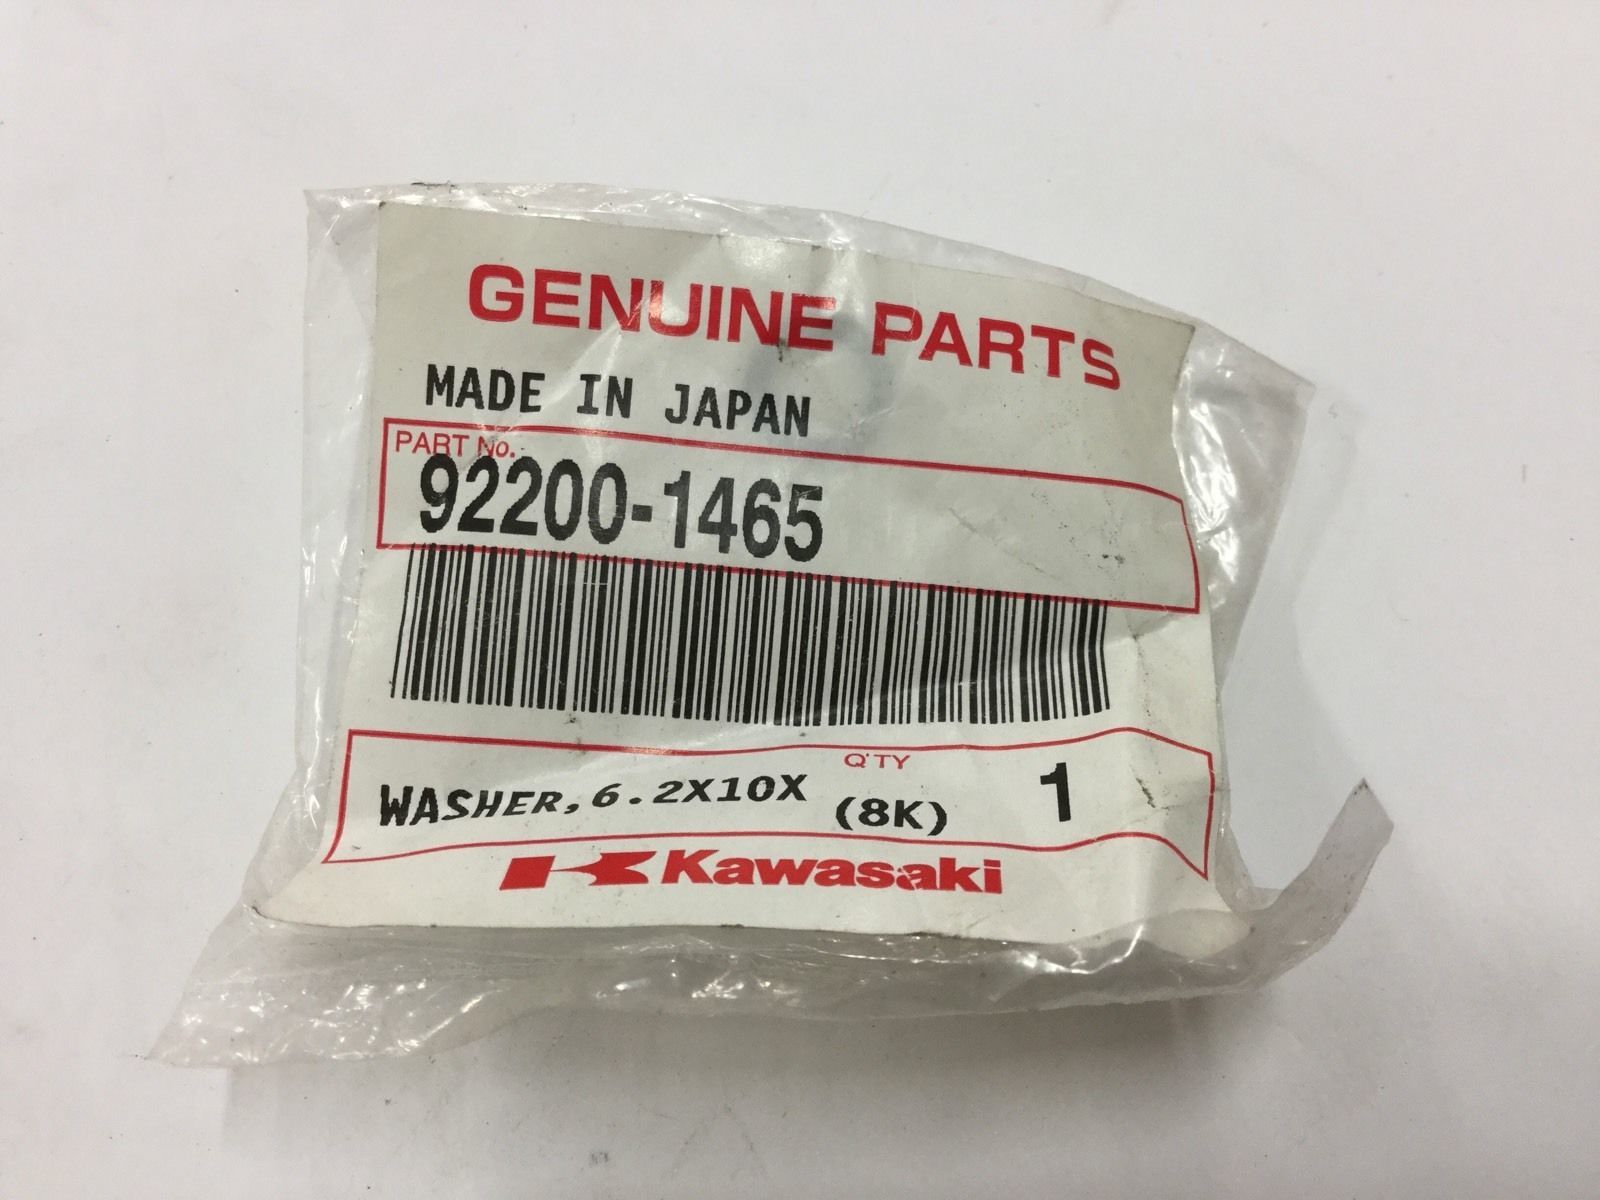 GENUINE PARTS
MADE IN JAPAN
PART No.
92200-1465
Q'TY
WASHER,6.2X10X (8K) 1
Kawasaki